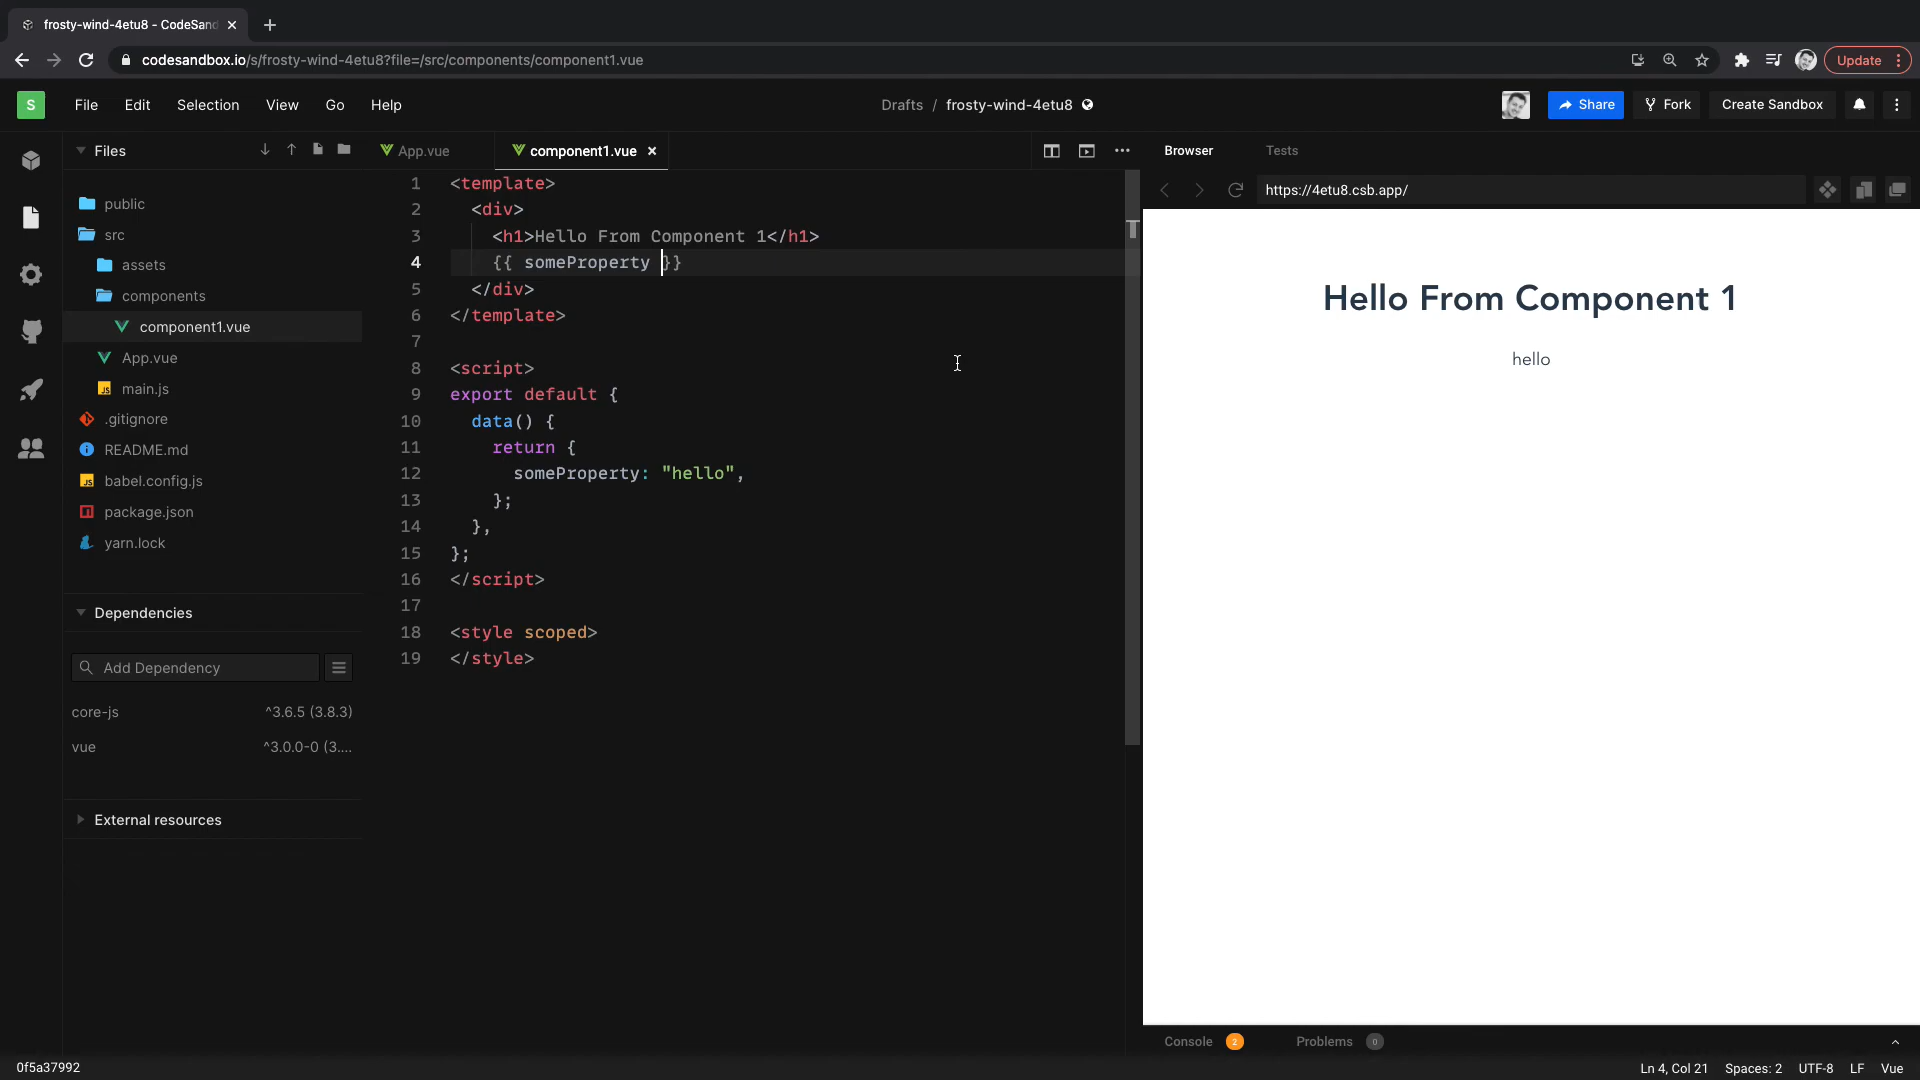 frosty-wind-4etu8 - CodeSand
codesandbox.io/s/frosty-wind-4etu8?file=/src/components/component1.vue
Update
S File Edit Selection View Go Help
Drafts / frosty-wind-4etu8
Share Fork Create Sandbox
Files
public
src
assets
components
component1.vue
App.vue
main.js
.gitignore
README.md
babel.config.js
package.json
yarn.lock
Dependencies
Add Dependency
core-js ^3.6.5 (3.8.3)
vue ^3.0.0-0 (3....
External resources
App.vue component1.vue
1 <template>
2 <div>
3 <h1>Hello From Component 1</h1>
4 {{ someProperty }}
5 </div>
6 </template>
7
8 <script>
9 export default {
10 data() {
11 return {
12 someProperty: "hello",
13 };
14 },
15 };
16 </script>
17
18 <style scoped>
19 </style>
Browser Tests
https://4etu8.csb.app/
Hello From Component 1
hello
Console 2 Problems 0
0f5a37992
Ln 4, Col 21 Spaces: 2 UTF-8 LF Vue